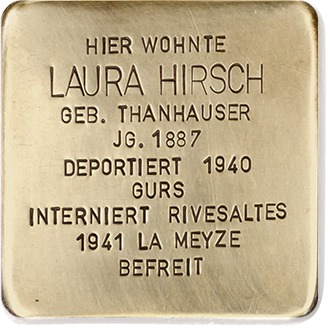 HIER WOHNTE
LAURA HIRSCH
GEB. THANHAUSER
JG. 1887
DEPORTIERT 1940
GURS
INTERNIERT RIVESALTES
1941 LA MEYZE
BEFREIT